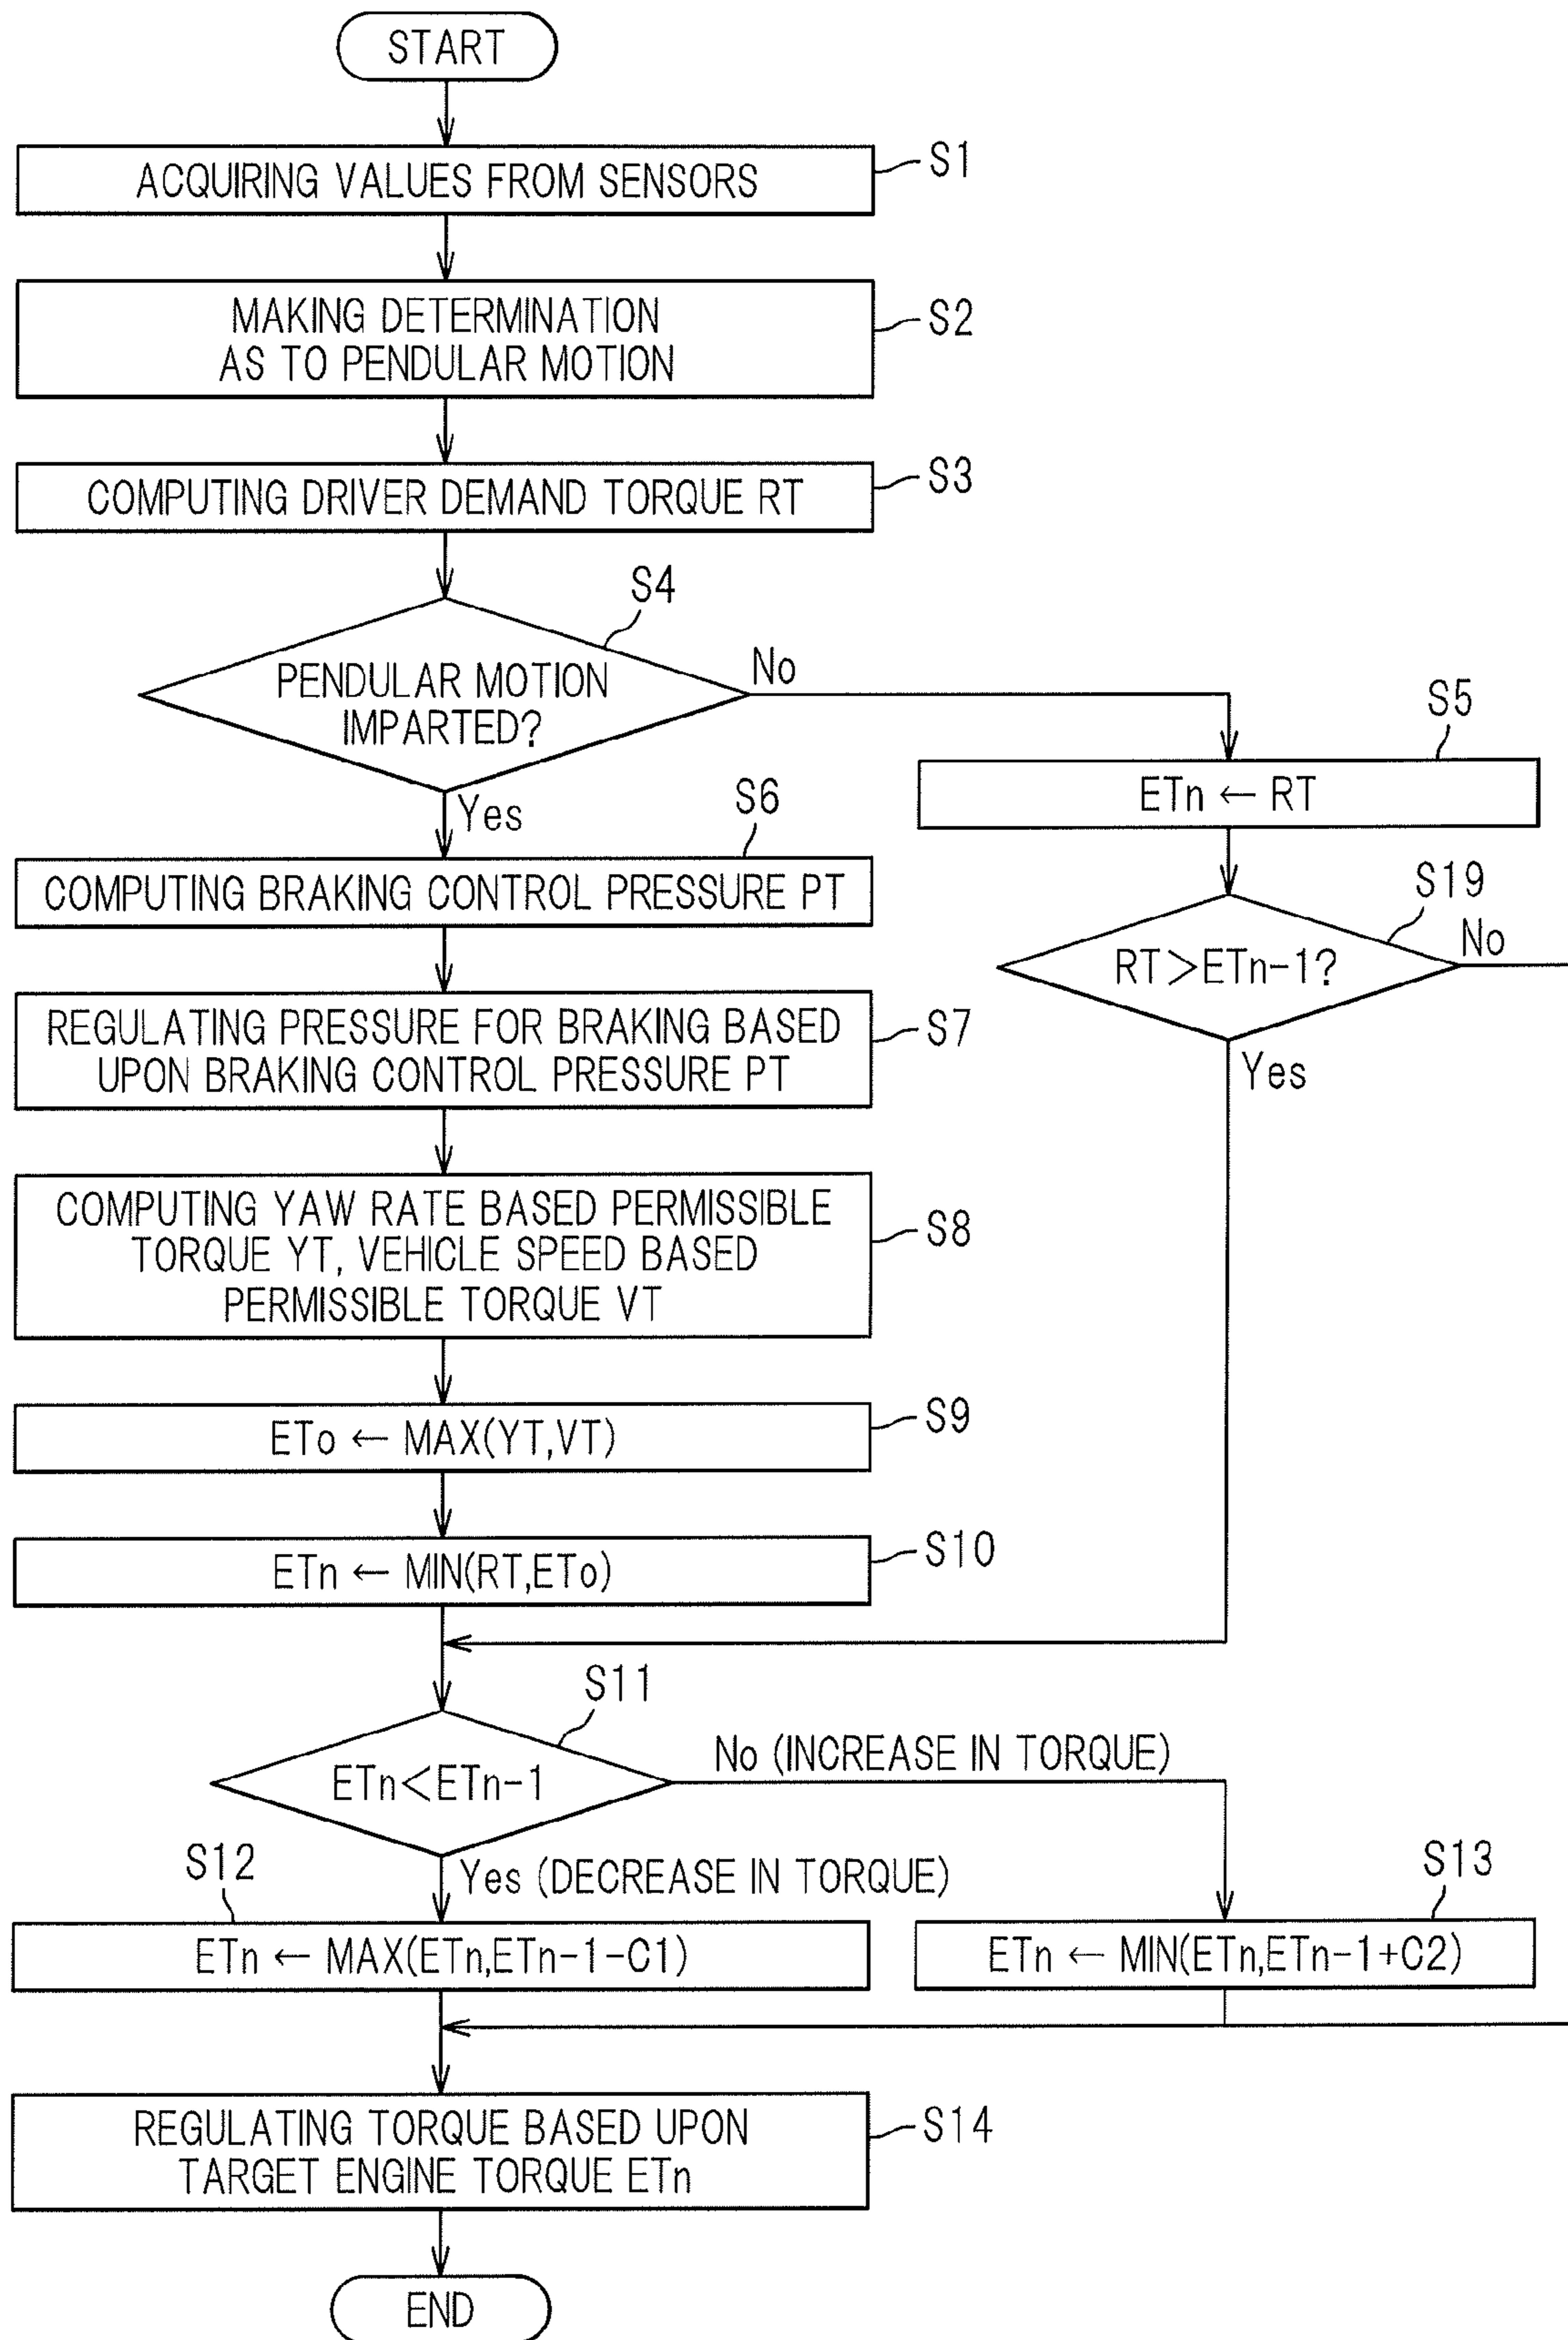 START
ACQUIRING VALUES FROM SENSORS
S1
MAKING DETERMINATION
AS TO PENDULAR MOTION
S2
COMPUTING DRIVER DEMAND TORQUE RT
S3
S4
PENDULAR MOTION
IMPARTED?
No
Yes
S5
ETn ← RT
S6
COMPUTING BRAKING CONTROL PRESSURE PT
S19
RT>ETn-1?
No
Yes
REGULATING PRESSURE FOR BRAKING BASED
UPON BRAKING CONTROL PRESSURE PT
S7
COMPUTING YAW RATE BASED PERMISSIBLE
TORQUE YT, VEHICLE SPEED BASED
PERMISSIBLE TORQUE VT
S8
ETo ← MAX(YT,VT)
S9
ETn ← MIN(RT,ETo)
S10
S11
ETn<ETn-1
No (INCREASE IN TORQUE)
Yes (DECREASE IN TORQUE)
S12
ETn ← MAX(ETn,ETn-1-C1)
S13
ETn ← MIN(ETn,ETn-1+C2)
REGULATING TORQUE BASED UPON
TARGET ENGINE TORQUE ETn
S14
END